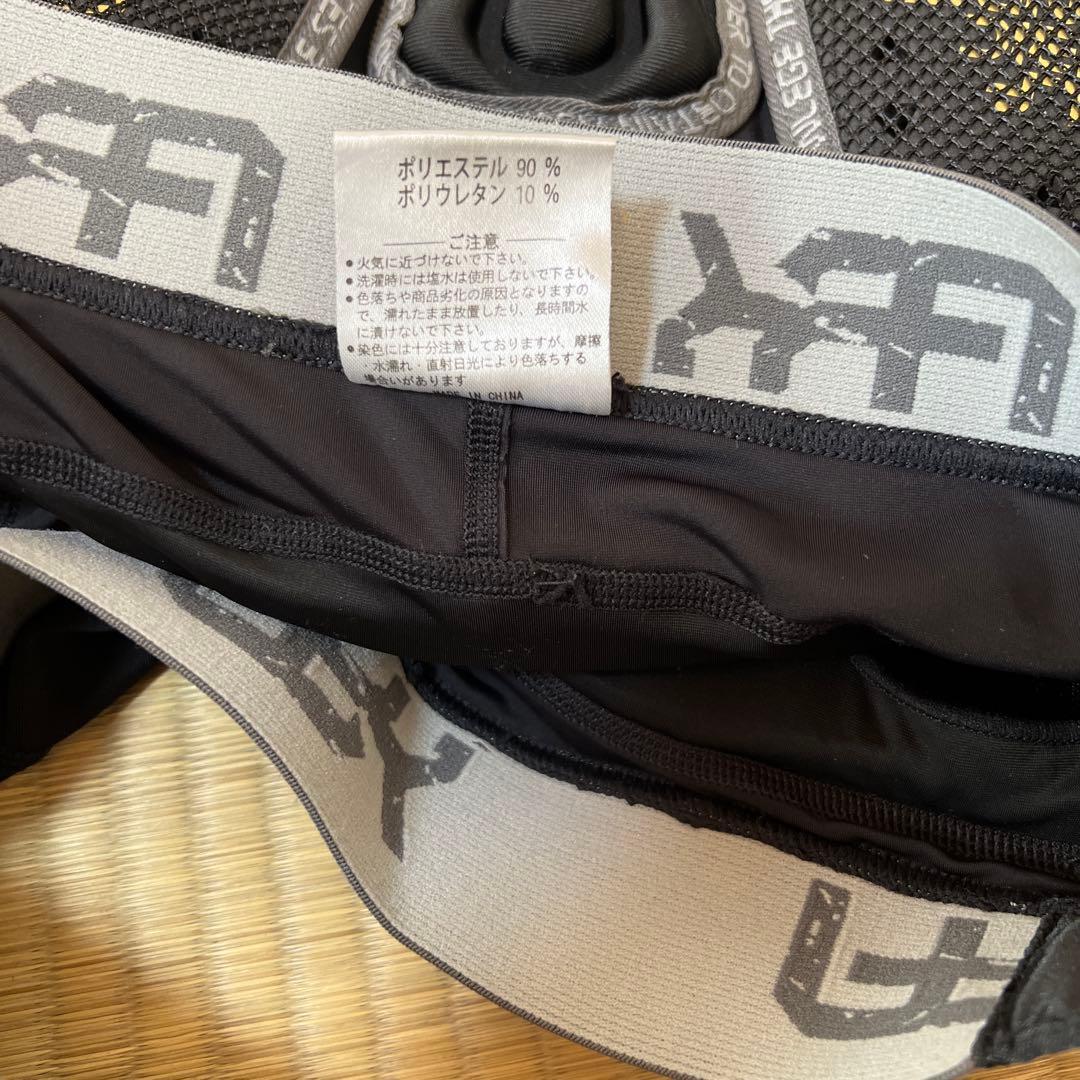 ポリエステル 90 %
ポリウレタン 10 %
ご注意
● 火気に近づけないで下さい。
● 洗濯時には塩水は使用しないで下さい。
● 色落ちや商品劣化の原因となりますの
で、濡れたまま放置したり、長時間水
に漬けないで下さい。
● 染色には十分注意しておりますが、摩擦
・水濡れ・直射日光により色落ちする
場合があります
MADE IN CHINA